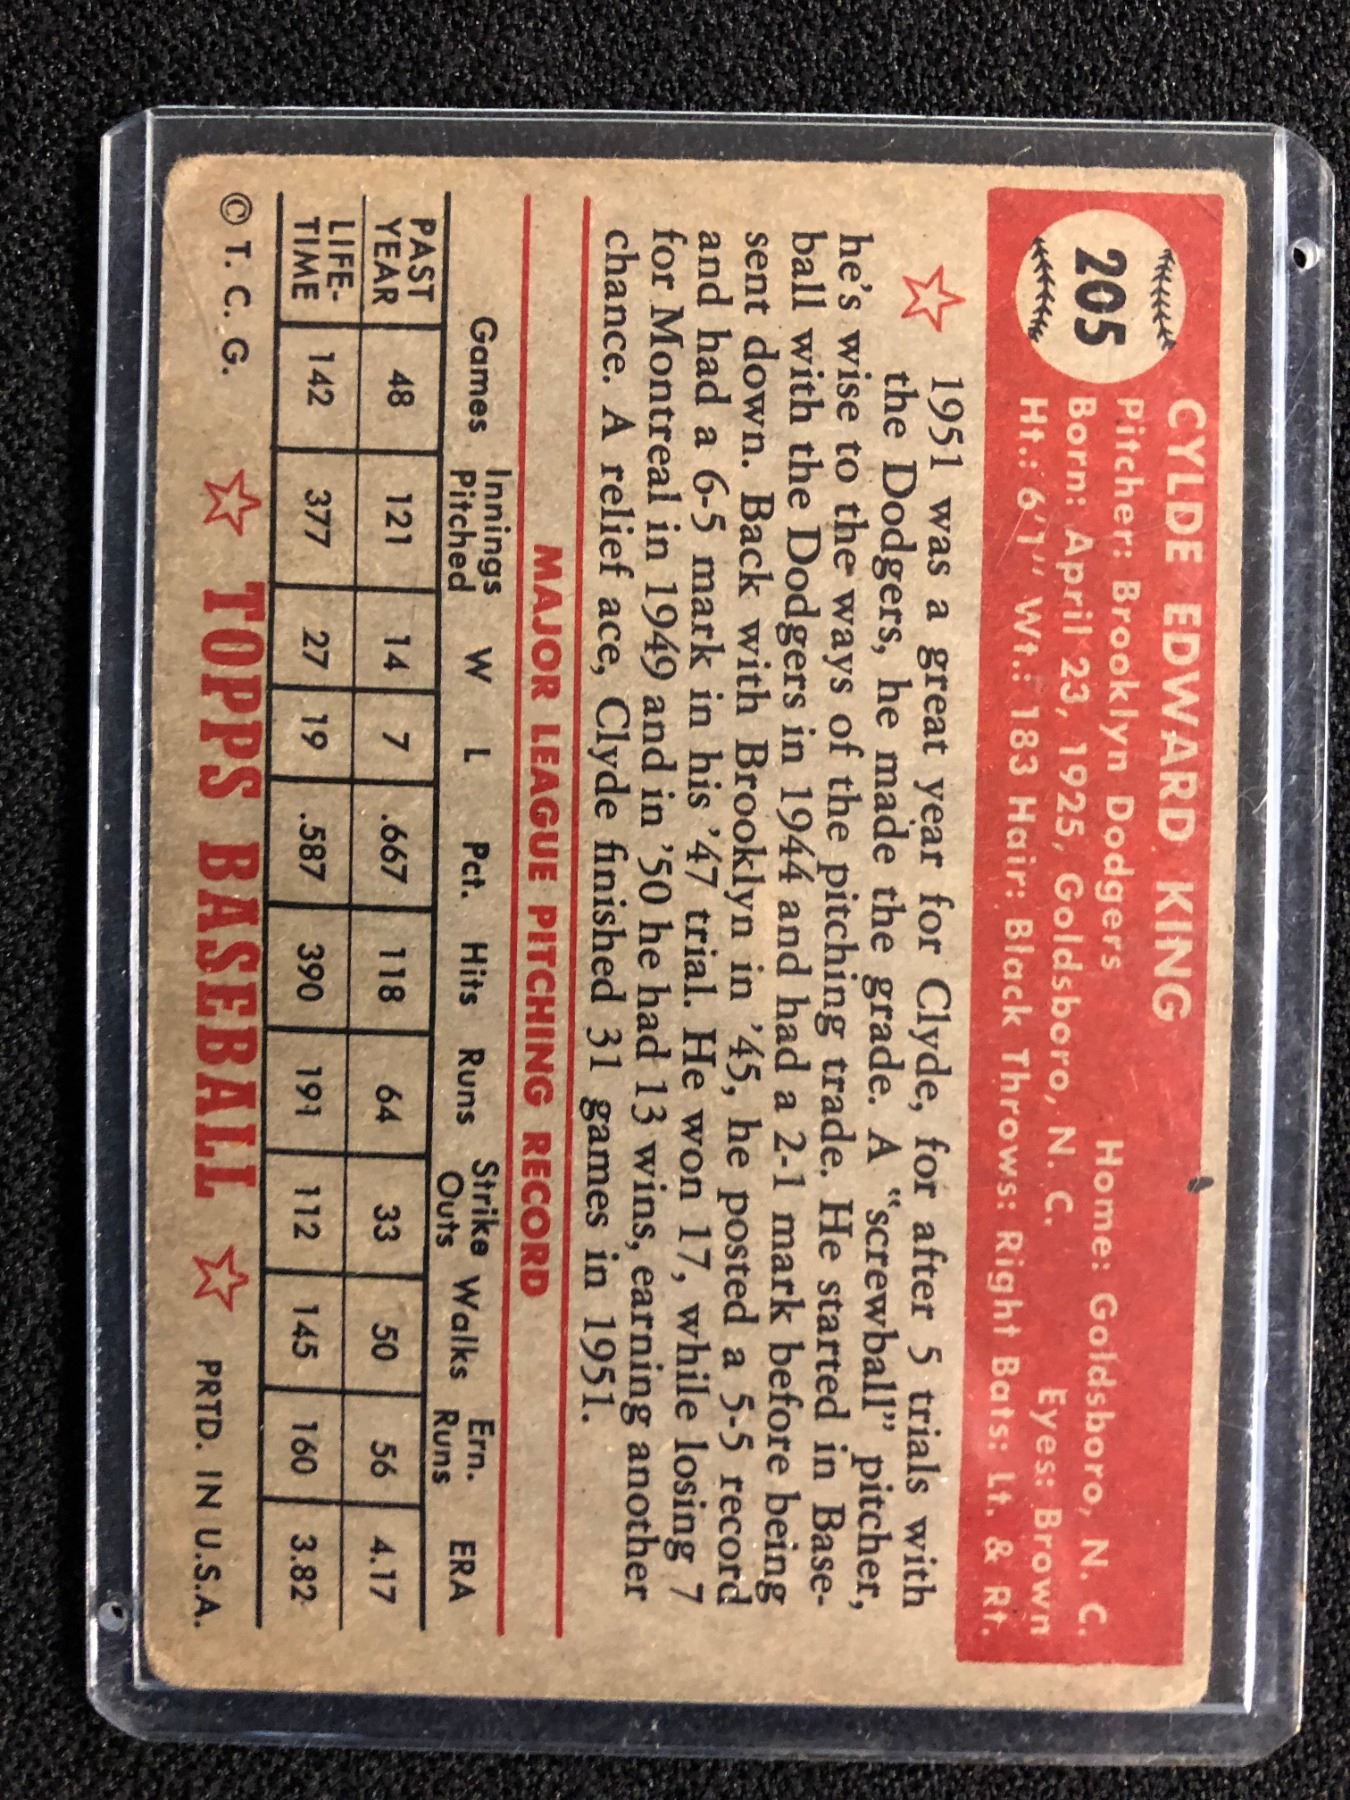 205
CYLDE EDWARD KING
Pitcher: Brooklyn Dodgers Home: Goldsboro, N. C.
Born: April 23, 1925, Goldsboro, N. C. Eyes: Brown
Ht.: 6'1" Wt.: 183 Hair: Black Throws: Right Bats: Lt. & Rt.
1951 was a great year for Clyde, for after 5 trials with
the Dodgers, he made the grade. A "screwball" pitcher,
he's wise to the ways of the pitching trade. He started in Base-
ball with the Dodgers in 1944 and had a 2-1 mark before being
sent down. Back with Brooklyn in '45, he posted a 5-5 record
and had a 6-5 mark in his '47 trial. He won 17, while losing 7
for Montreal in 1949 and in '50 he had 13 wins, earning another
chance. A relief ace, Clyde finished 31 games in 1951.
MAJOR LEAGUE PITCHING RECORD
Games Innings Pitched W L Pct. Hits Runs Strike Outs Walks Ern. Runs ERA
PAST YEAR 48 121 14 7 .667 118 64 33 50 56 4.17
LIFE-TIME 142 377 27 19 .587 390 191 112 145 160 3.82
© T. C. G. TOPPS BASEBALL PRTD. IN U.S.A.